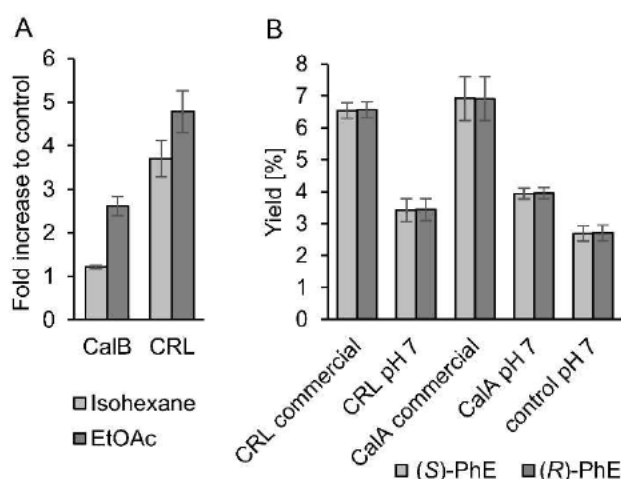 A
Fold increase to control
6
5
4
3
2
1
0
CalB CRL
Isohexane
EtOAc
B
Yield [%]
8
7
6
5
4
3
2
1
0
CRL commercial
CRL pH 7
CalA commercial
CalA pH 7
control pH 7
(S)-PhE (R)-PhE